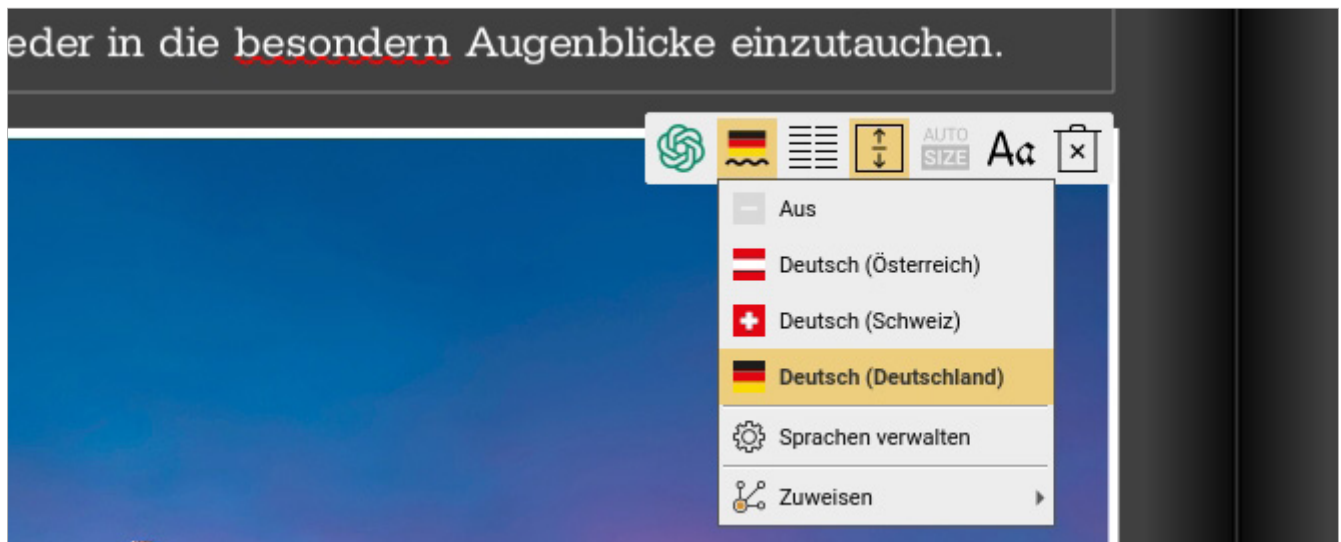 eder in die besondern Augenblicke einzutauchen.
AUTO
SIZE
Aa
Aus
Deutsch (Österreich)
Deutsch (Schweiz)
Deutsch (Deutschland)
Sprachen verwalten
Zuweisen